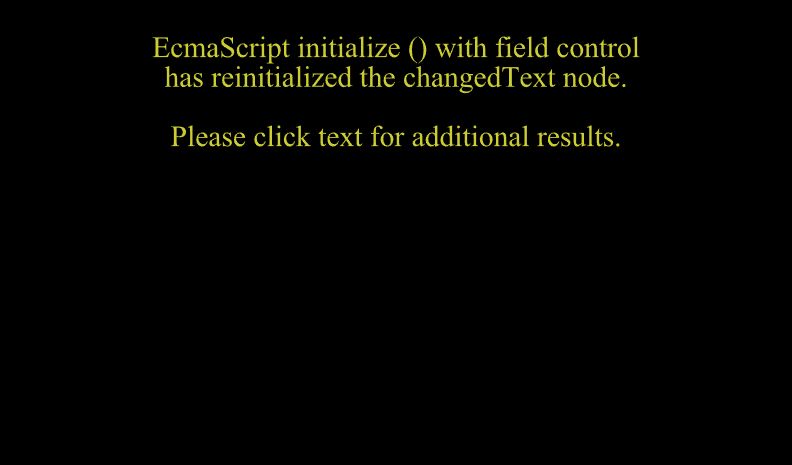 EcmaScript initialize () with field control
has reinitialized the changedText node.
Please click text for additional results.